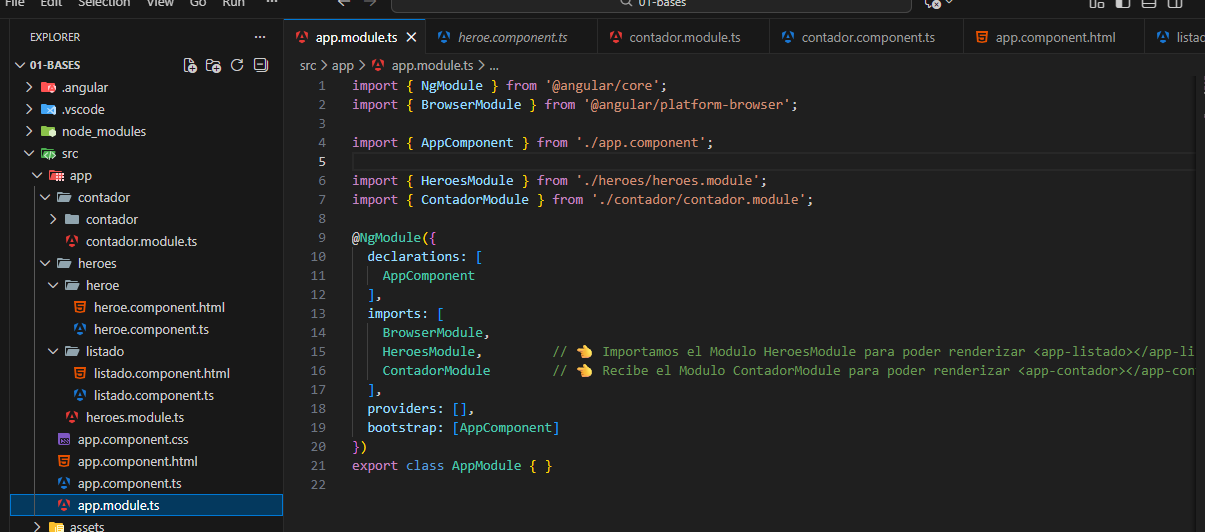 File Edit Selection View Go Run ···
01-bases
EXPLORER ···
01-BASES
.angular
.vscode
node_modules
src
app
contador
contador
contador.module.ts
heroes
heroe
heroe.component.html
heroe.component.ts
listado
listado.component.html
listado.component.ts
heroes.module.ts
app.component.css
app.component.html
app.component.ts
app.module.ts
assets
app.module.ts heroe.component.ts contador.module.ts contador.component.ts app.component.html
src > app > app.module.ts > ...
1 import { NgModule } from '@angular/core';
2 import { BrowserModule } from '@angular/platform-browser';
3
4 import { AppComponent } from './app.component';
5
6 import { HeroesModule } from './heroes/heroes.module';
7 import { ContadorModule } from './contador/contador.module';
8
9 @NgModule({
10   declarations: [
11     AppComponent
12   ],
13   imports: [
14     BrowserModule,
15     HeroesModule,         // 👈 Importamos el Modulo HeroesModule para poder renderizar <app-listado></app-li
16     ContadorModule        // 👈 Recibe el Modulo ContadorModule para poder renderizar <app-contador></app-con
17   ],
18   providers: [],
19   bootstrap: [AppComponent]
20 })
21 export class AppModule { }
22